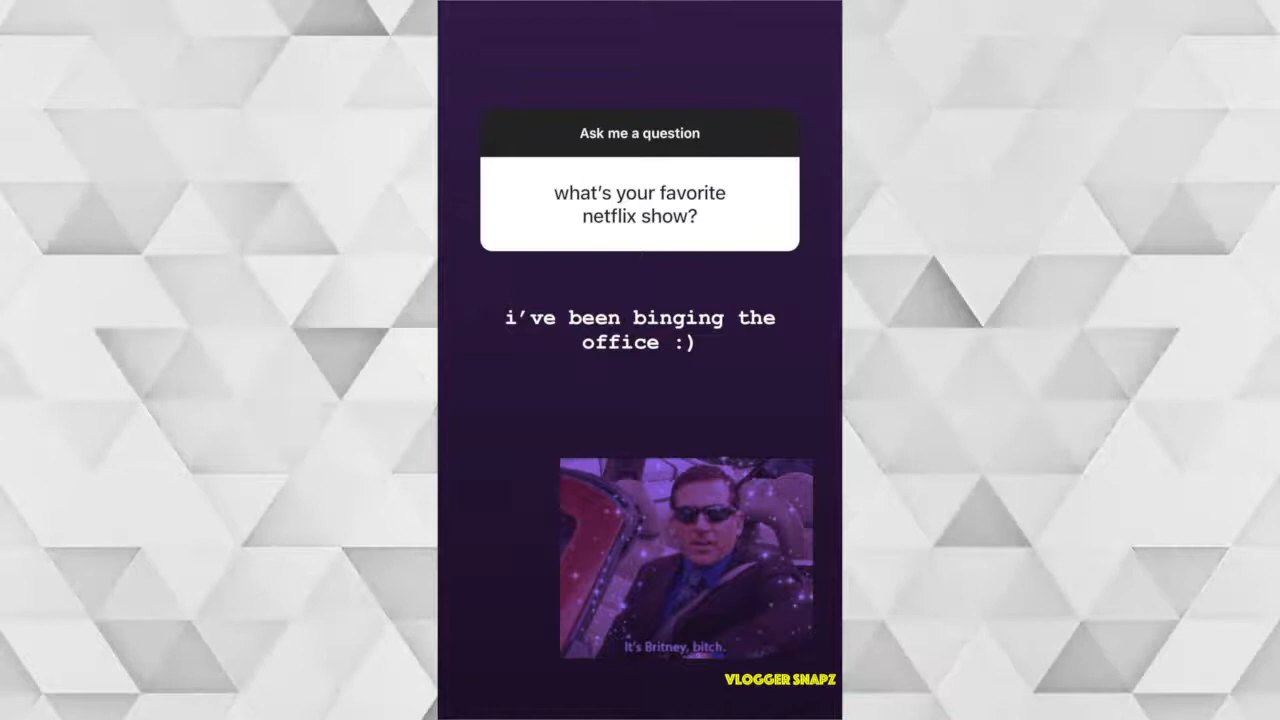 Ask me a question
what's your favorite
netflix show?
i've been binging the
office :)
It's Britney, bitch.
VLOGGER SNAPZ